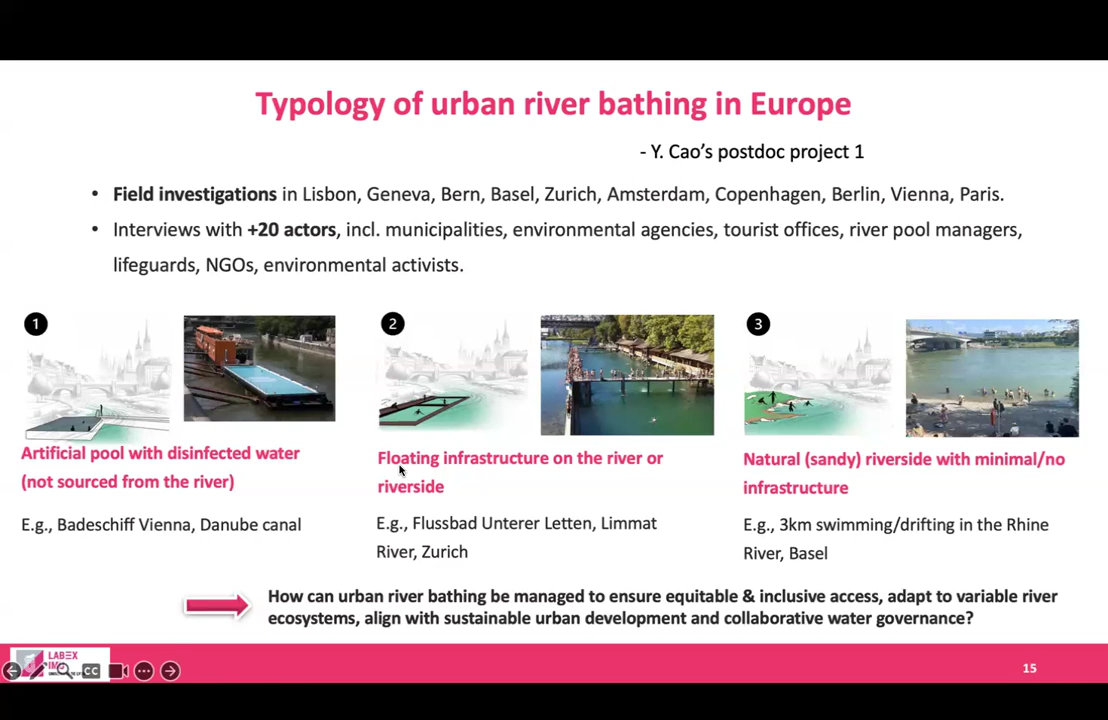 Typology of urban river bathing in Europe
- Y. Cao's postdoc project 1
• Field investigations in Lisbon, Geneva, Bern, Basel, Zurich, Amsterdam, Copenhagen, Berlin, Vienna, Paris.
• Interviews with +20 actors, incl. municipalities, environmental agencies, tourist offices, river pool managers,
lifeguards, NGOs, environmental activists.
1
Artificial pool with disinfected water
(not sourced from the river)
E.g., Badeschiff Vienna, Danube canal
2
Floating infrastructure on the river or
riverside
E.g., Flussbad Unterer Letten, Limmat
River, Zurich
3
Natural (sandy) riverside with minimal/no
infrastructure
E.g., 3km swimming/drifting in the Rhine
River, Basel
How can urban river bathing be managed to ensure equitable & inclusive access, adapt to variable river
ecosystems, align with sustainable urban development and collaborative water governance?
LABEX
CC
15